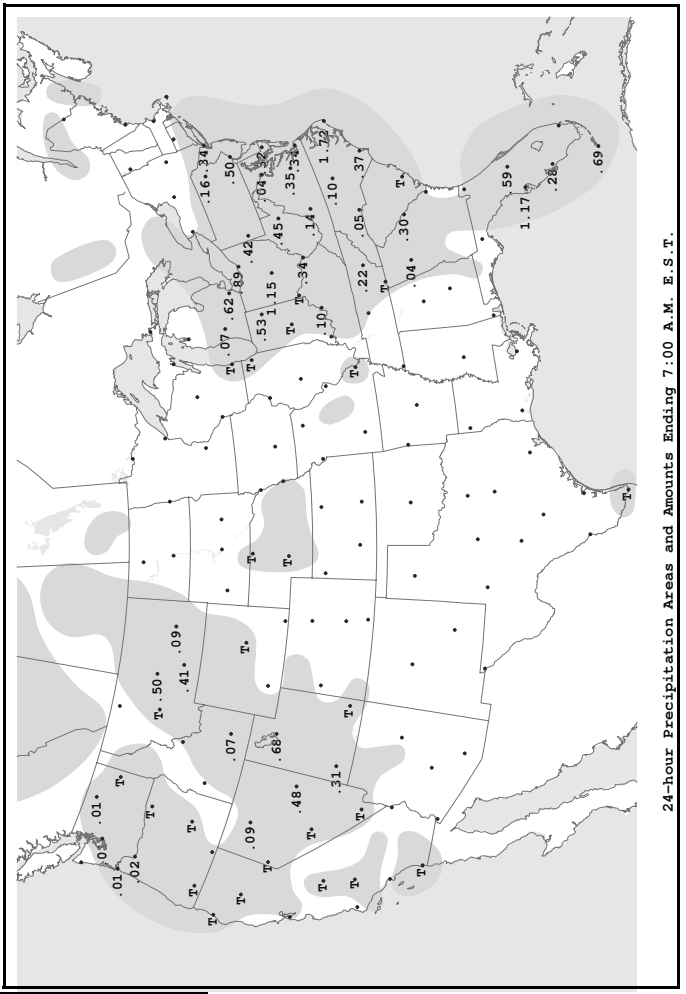 .01
.0
.01
T
.02
T
T
.50
.09
.41
T
T
.16
.34
T
.07
.07
.62
.50
T
.89
T
T
.42
.09
T
T
.53
.04
.32
T
1.15
.68
.45
T
T
.35
.34
.48
T
.34
T
.14
T
.10
1.72
.31
.10
T
T
T
T
.22
.05
.37
T
T
.30
.04
T
.59
1.17
.28
.69
T
24-hour Precipitation Areas and Amounts Ending 7:00 A.M. E.S.T.